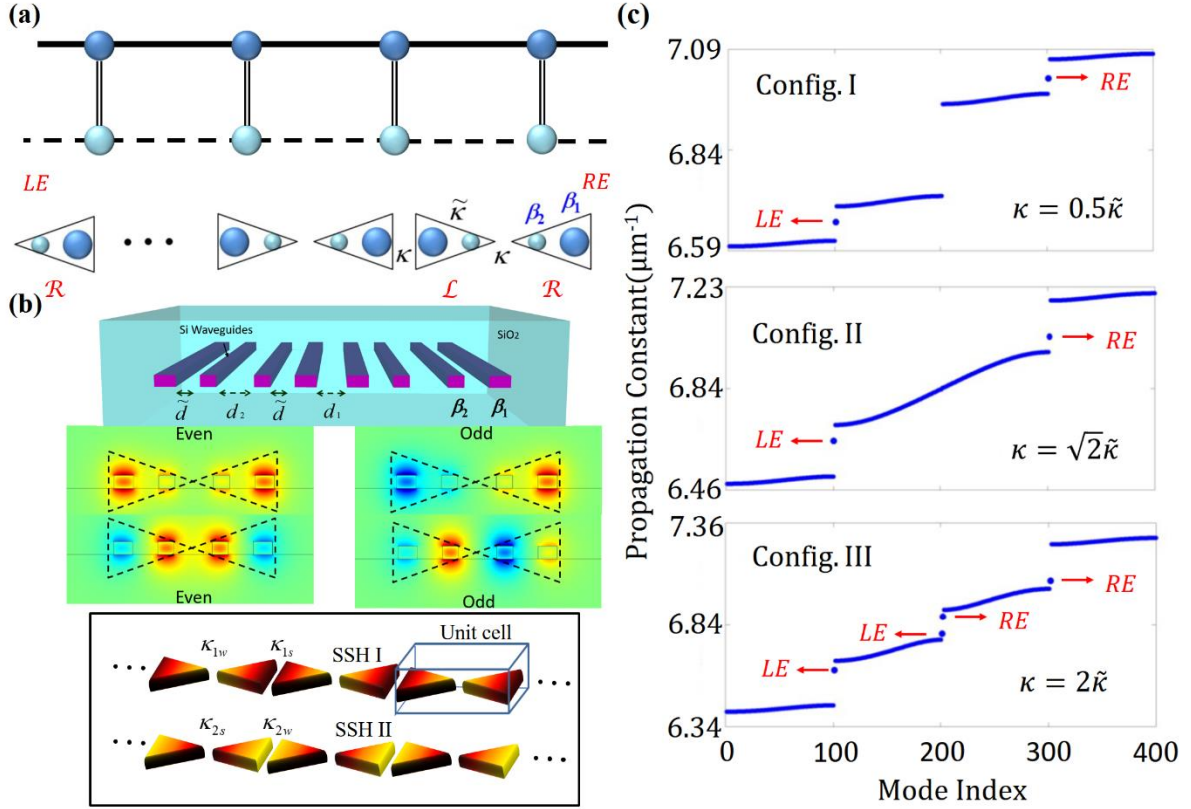 (a)
LE
RE
κ̃
β₂
β₁
κ
κ
ℛ
ℒ
ℛ
(b)
Si Waveguides
SiO₂
d̃
d₂
d̃
d₁
β₂
β₁
Even
Odd
Even
Odd
κ₁w
κ₁s
SSH I
Unit cell
κ₂s
κ₂w
SSH II
(c)
Propagation Constant(μm⁻¹)
7.09
Config. I
RE
6.84
LE
κ = 0.5κ̃
6.59
7.23
Config. II
RE
6.84
LE
κ = √2κ̃
6.46
7.36
Config. III
RE
RE
6.84
LE
LE
κ = 2κ̃
6.34
0
100
200
300
400
Mode Index